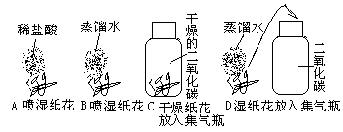 稀盐酸
A 喷湿纸花
蒸馏水
B 喷湿纸花
干燥的二氧化碳
C 干燥纸花
放入集气瓶
蒸馏水
二氧化碳
D 湿纸花放入集气瓶